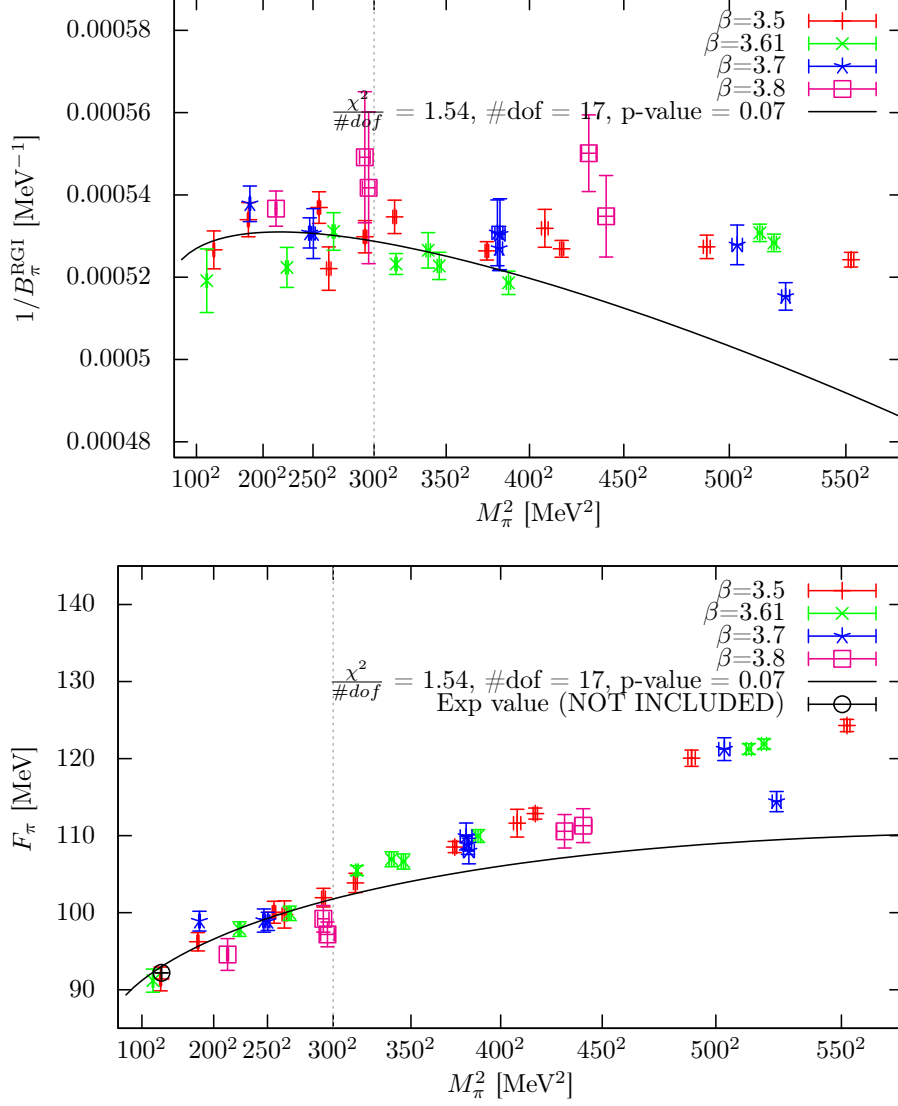 0.00058
0.00056
0.00054
0.00052
0.0005
0.00048
1/B_π^RGI [MeV⁻¹]
β=3.5
β=3.61
β=3.7
β=3.8
χ²/#dof = 1.54, #dof = 17, p-value = 0.07
100² 200² 250² 300² 350² 400² 450² 500² 550²
M_π² [MeV²]
140
130
120
110
100
90
F_π [MeV]
β=3.5
β=3.61
β=3.7
β=3.8
χ²/#dof = 1.54, #dof = 17, p-value = 0.07
Exp value (NOT INCLUDED)
100² 200² 250² 300² 350² 400² 450² 500² 550²
M_π² [MeV²]